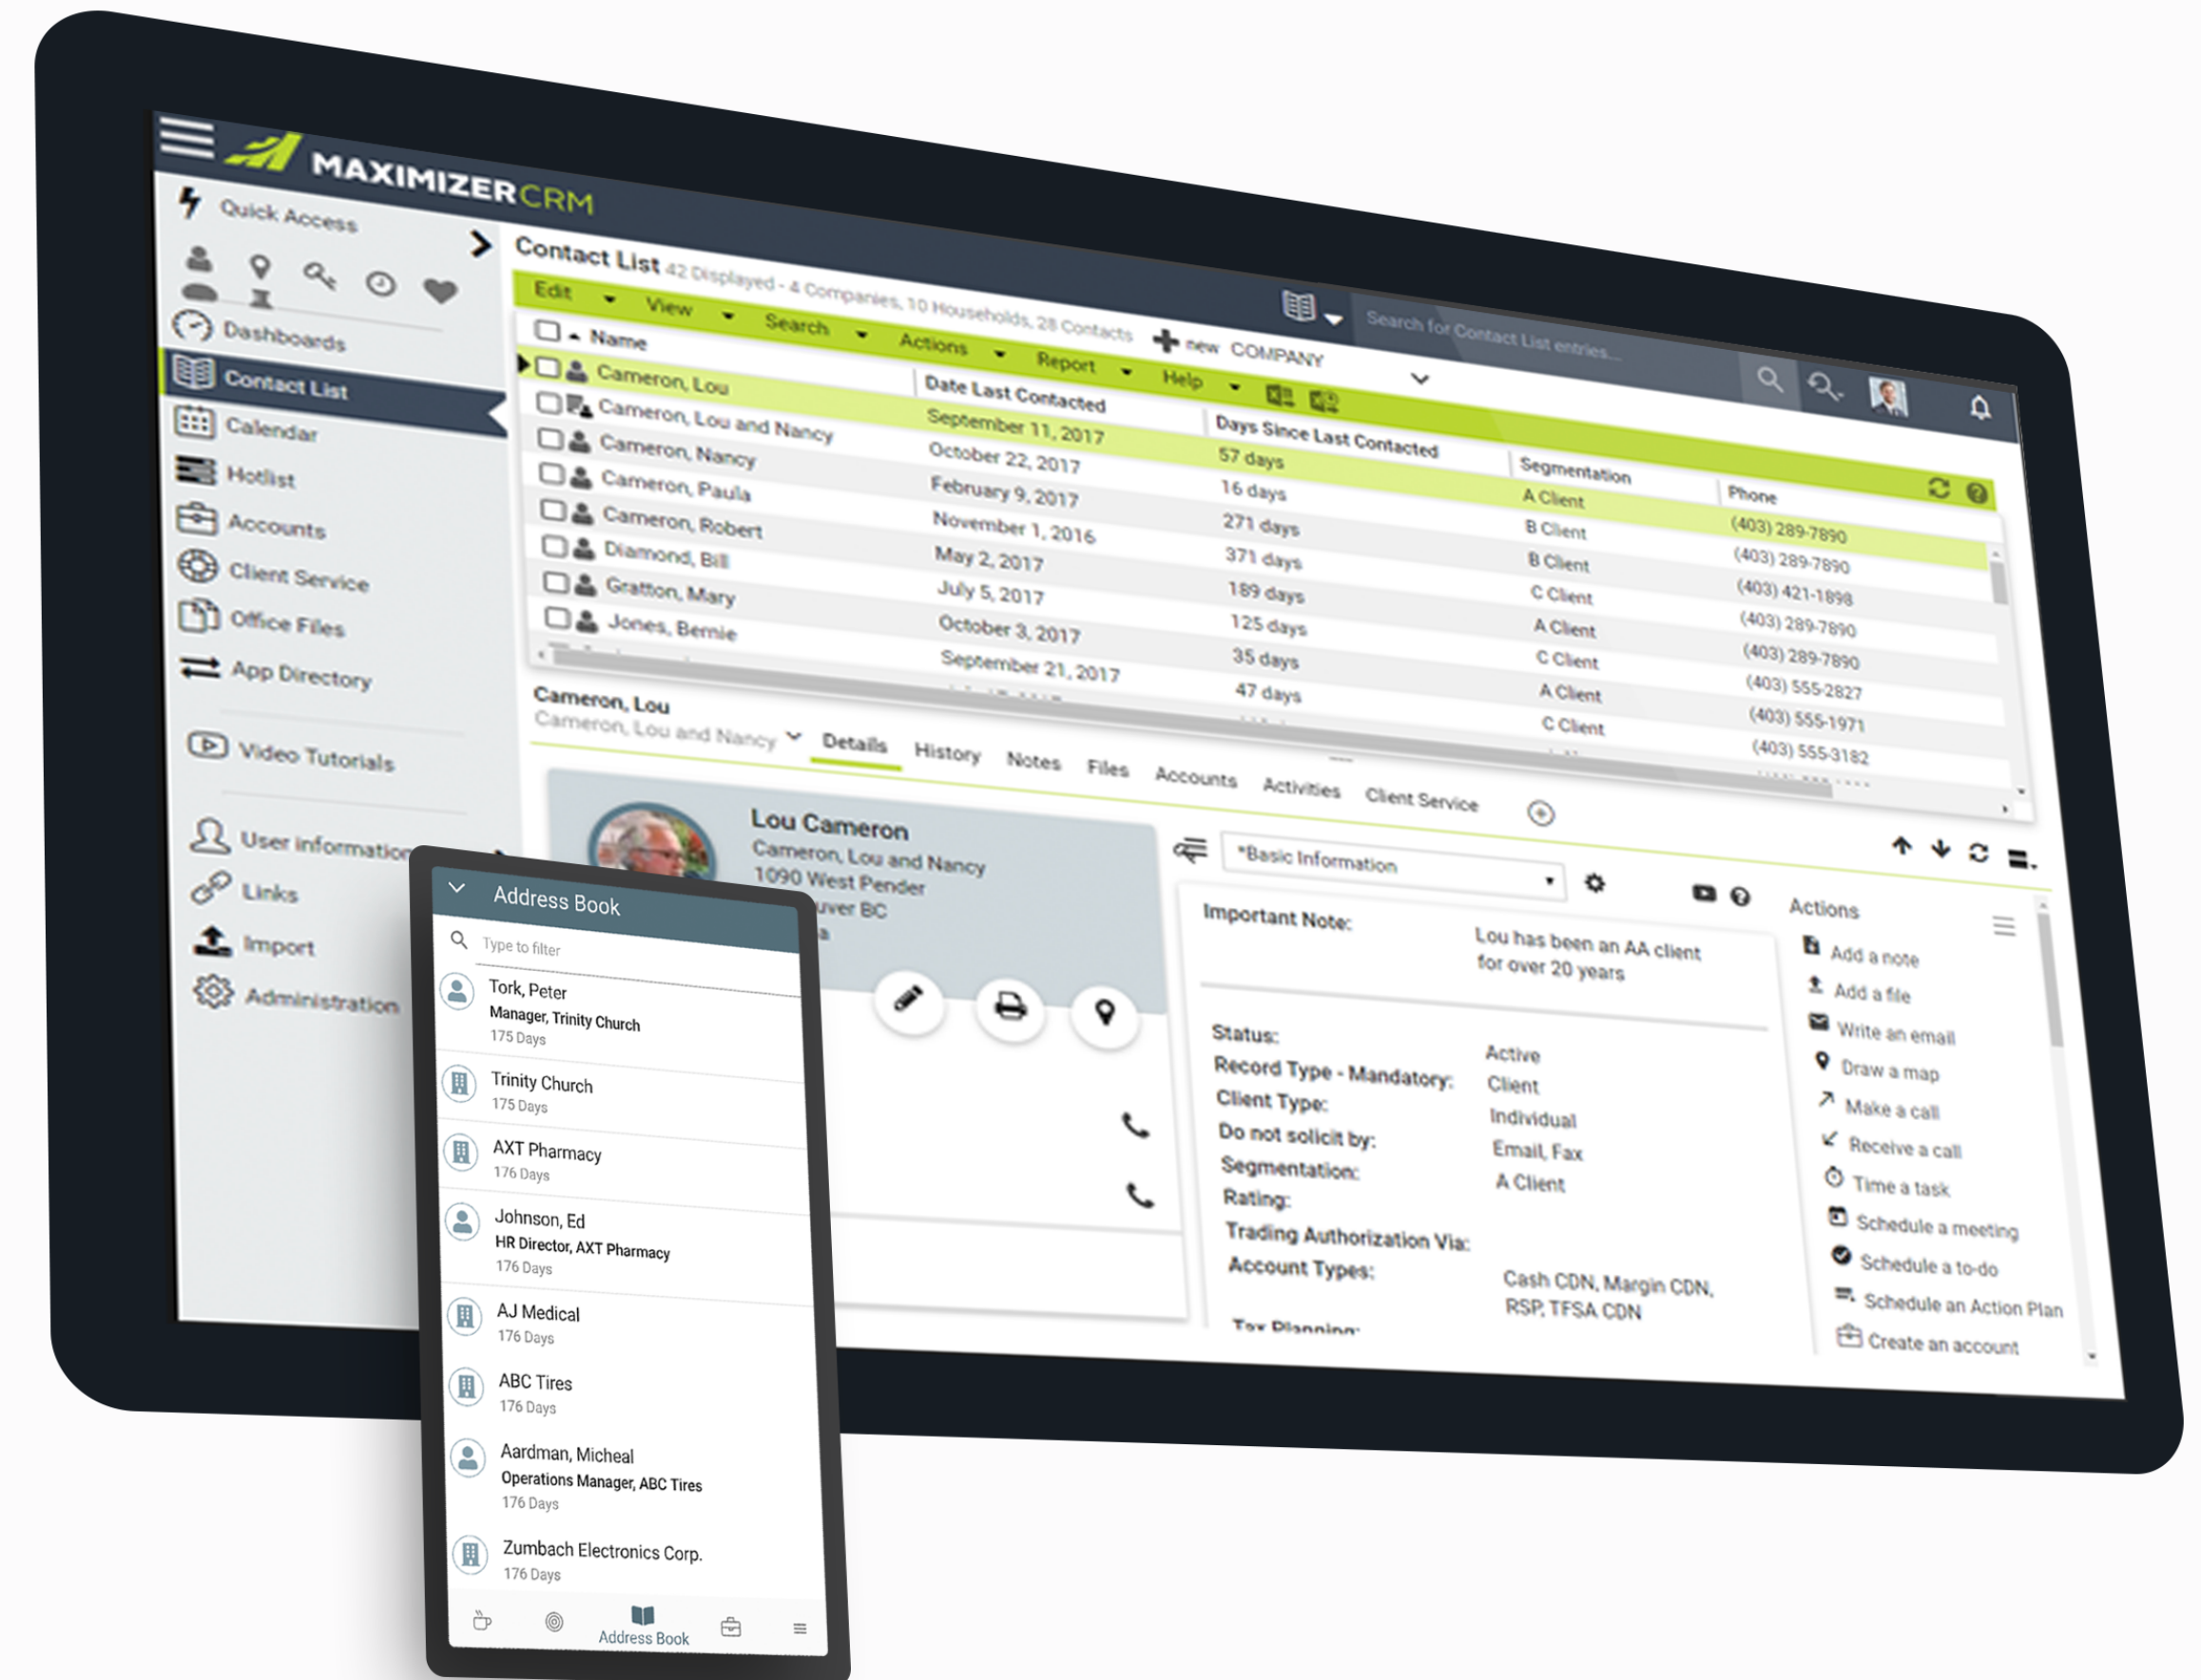 MAXIMIZERCRM
Search for Contact List entries...
Quick Access
Dashboards
Contact List
Calendar
Hotlist
Accounts
Client Service
Office Files
App Directory
Video Tutorials
User information
Links
Import
Administration
Contact List 42 Displayed - 4 Companies, 10 Households, 28 Contacts new COMPANY
Edit View Search Actions Report Help
Name Date Last Contacted Days Since Last Contacted Segmentation Phone
Cameron, Lou September 11, 2017 57 days A Client (403) 289-7890
Cameron, Lou and Nancy October 22, 2017 16 days B Client (403) 289-7890
Cameron, Nancy February 9, 2017 271 days B Client (403) 421-1898
Cameron, Paula November 1, 2016 371 days C Client (403) 289-7890
Cameron, Robert May 2, 2017 189 days A Client (403) 289-7890
Diamond, Bill July 5, 2017 125 days C Client (403) 555-2827
Gratton, Mary October 3, 2017 35 days A Client (403) 555-1971
Jones, Bernie September 21, 2017 47 days C Client (403) 555-3182
Cameron, Lou
Cameron, Lou and Nancy
Details History Notes Files Accounts Activities Client Service
Lou Cameron
Cameron, Lou and Nancy
1090 West Pender
uver BC
a
*Basic Information
Important Note: Lou has been an AA client
for over 20 years
Status: Active
Record Type - Mandatory: Client
Client Type: Individual
Do not solicit by: Email, Fax
Segmentation: A Client
Rating:
Trading Authorization Via:
Account Types: Cash CDN, Margin CDN,
RSP, TFSA CDN
Tax Planning:
Actions
Add a note
Add a file
Write an email
Draw a map
Make a call
Receive a call
Time a task
Schedule a meeting
Schedule a to-do
Schedule an Action Plan
Create an account
Address Book
Type to filter
Tork, Peter
Manager, Trinity Church
175 Days
Trinity Church
175 Days
AXT Pharmacy
176 Days
Johnson, Ed
HR Director, AXT Pharmacy
176 Days
AJ Medical
176 Days
ABC Tires
176 Days
Aardman, Micheal
Operations Manager, ABC Tires
176 Days
Zumbach Electronics Corp.
176 Days
Address Book